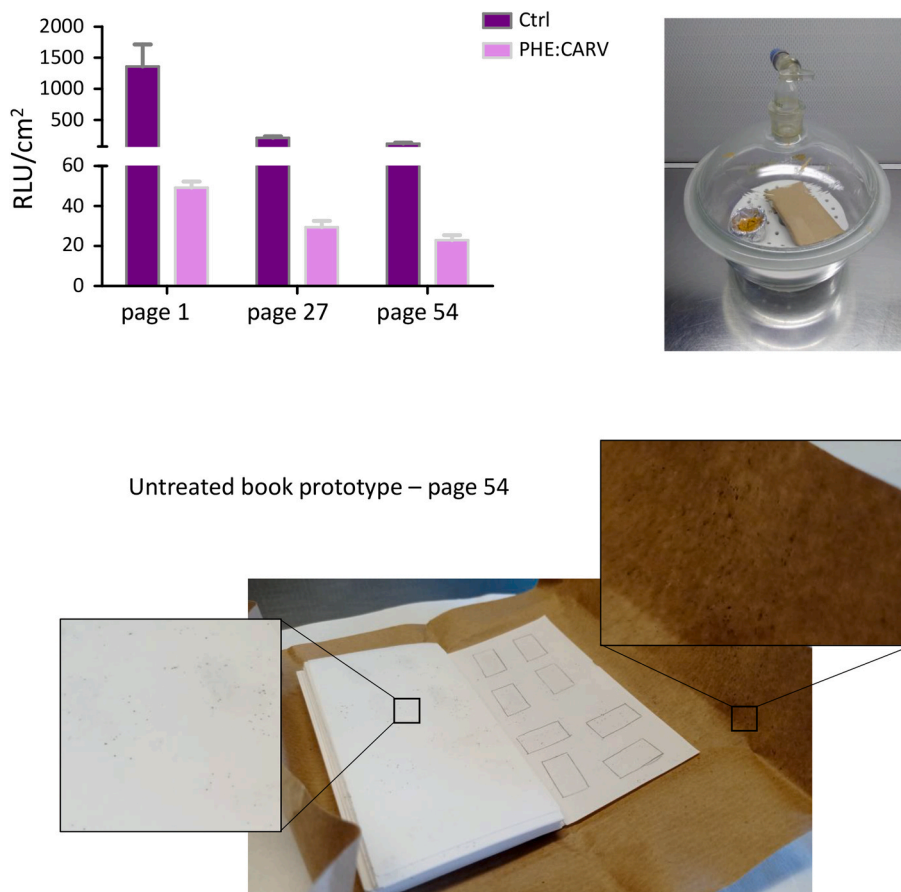 2000
1500
1000
500
60
40
20
0
RLU/cm²
page 1
page 27
page 54
Ctrl
PHE:CARV
Untreated book prototype – page 54